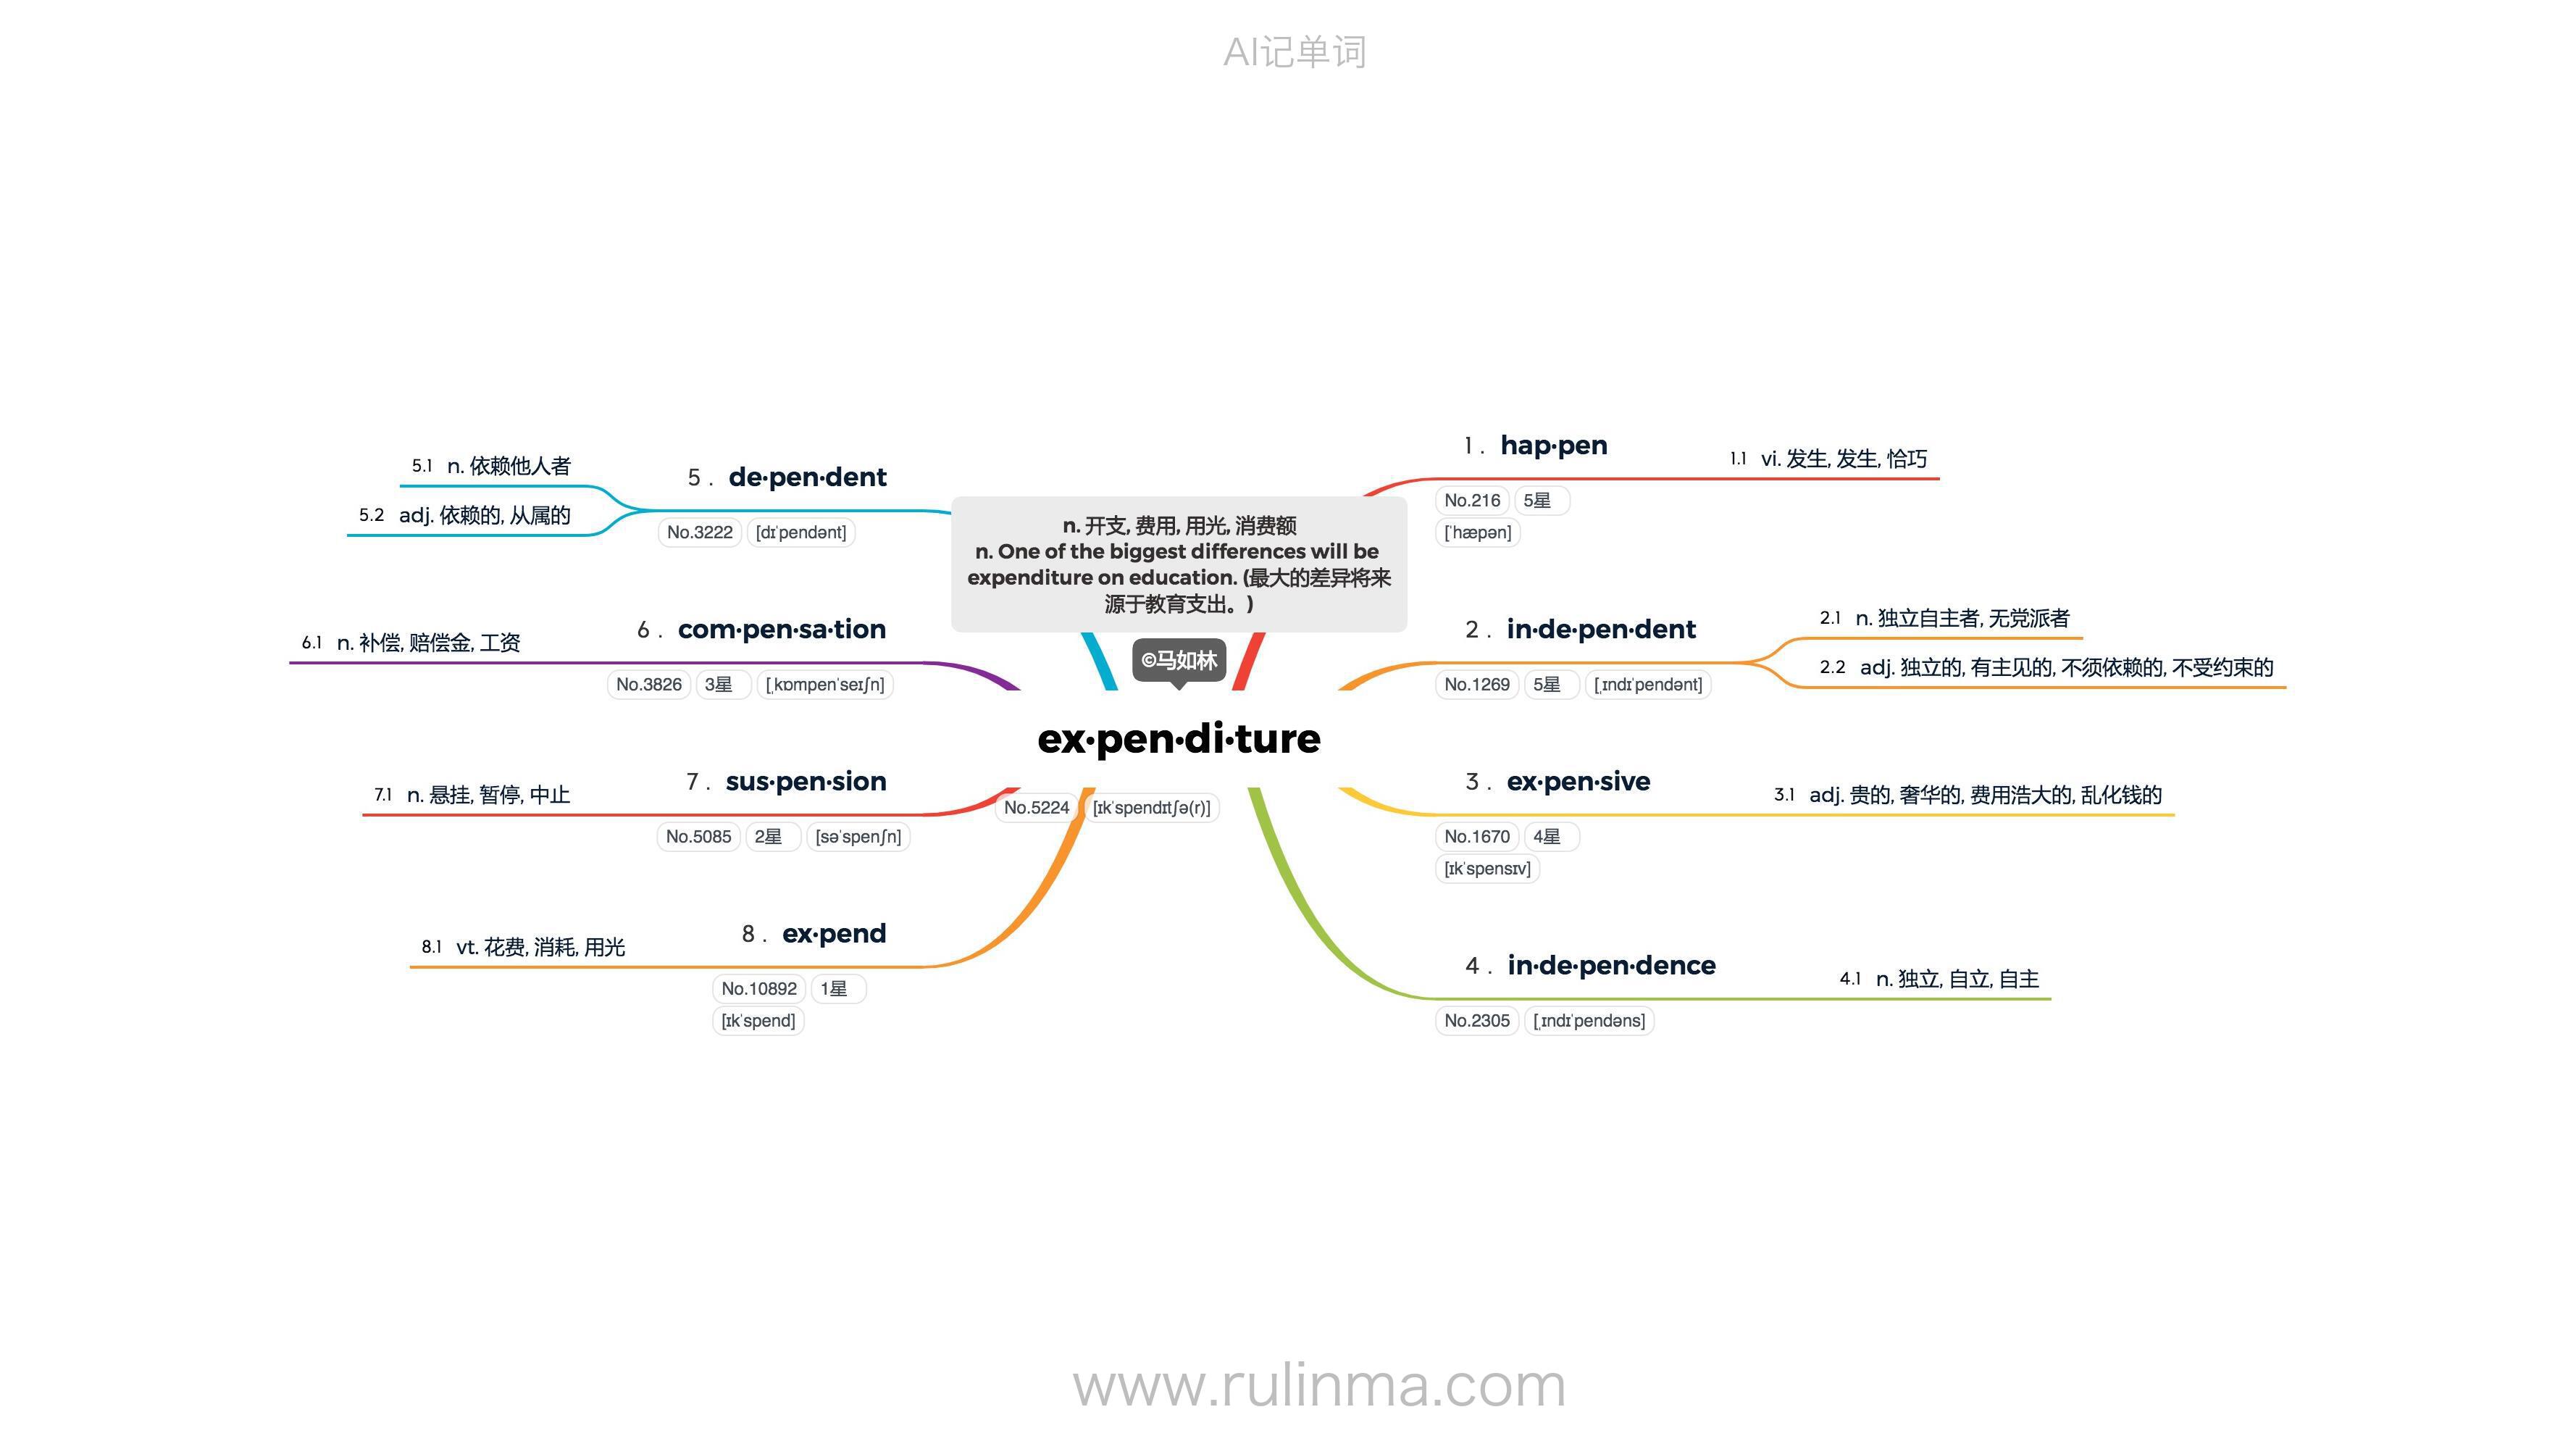 AI记单词
n. 开支, 费用, 用光, 消费额
n. One of the biggest differences will be
expenditure on education. (最大的差异将来
源于教育支出。)
©马如林
ex·pen·di·ture
No.5224 [ɪkˈspendɪtʃə(r)]
1. hap·pen
No.216 5星
[ˈhæpən]
1.1 vi. 发生, 发生, 恰巧
2. in·de·pen·dent
No.1269 5星 [ˌɪndɪˈpendənt]
2.1 n. 独立自主者, 无党派者
2.2 adj. 独立的, 有主见的, 不须依赖的, 不受约束的
3. ex·pen·sive
No.1670 4星
[ɪkˈspensɪv]
3.1 adj. 贵的, 奢华的, 费用浩大的, 乱化钱的
4. in·de·pen·dence
No.2305 [ˌɪndɪˈpendəns]
4.1 n. 独立, 自立, 自主
5. de·pen·dent
No.3222 [dɪˈpendənt]
5.1 n. 依赖他人者
5.2 adj. 依赖的, 从属的
6. com·pen·sa·tion
No.3826 3星 [ˌkɒmpenˈseɪʃn]
6.1 n. 补偿, 赔偿金, 工资
7. sus·pen·sion
No.5085 2星 [səˈspenʃn]
7.1 n. 悬挂, 暂停, 中止
8. ex·pend
No.10892 1星
[ɪkˈspend]
8.1 vt. 花费, 消耗, 用光
www.rulinma.com